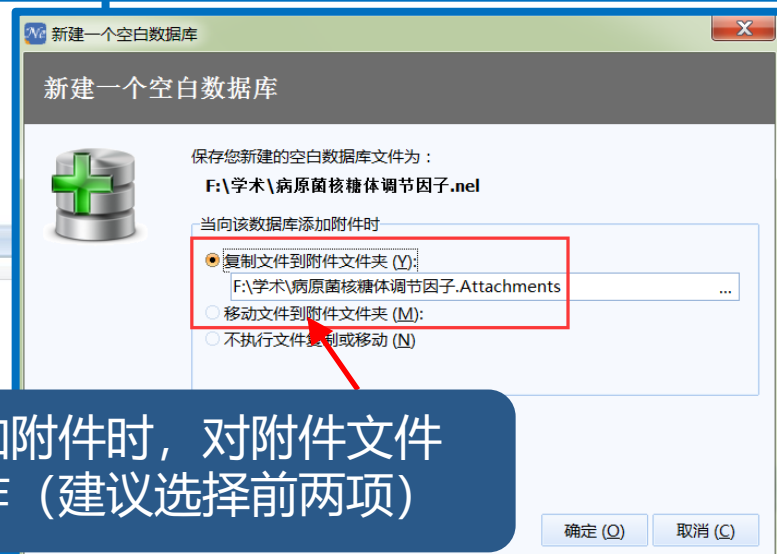 Ne 新建一个空白数据库
新建一个空白数据库
保存您新建的空白数据库文件为：
F:\学术\病原菌核糖体调节因子.nel
当向该数据库添加附件时
复制文件到附件文件夹 (Y):
F:\学术\病原菌核糖体调节因子.Attachments ...
移动文件到附件文件夹 (M):
不执行文件复制或移动 (N)
附件时，对附件文件
（建议选择前两项）
确定 (O) 取消 (C)